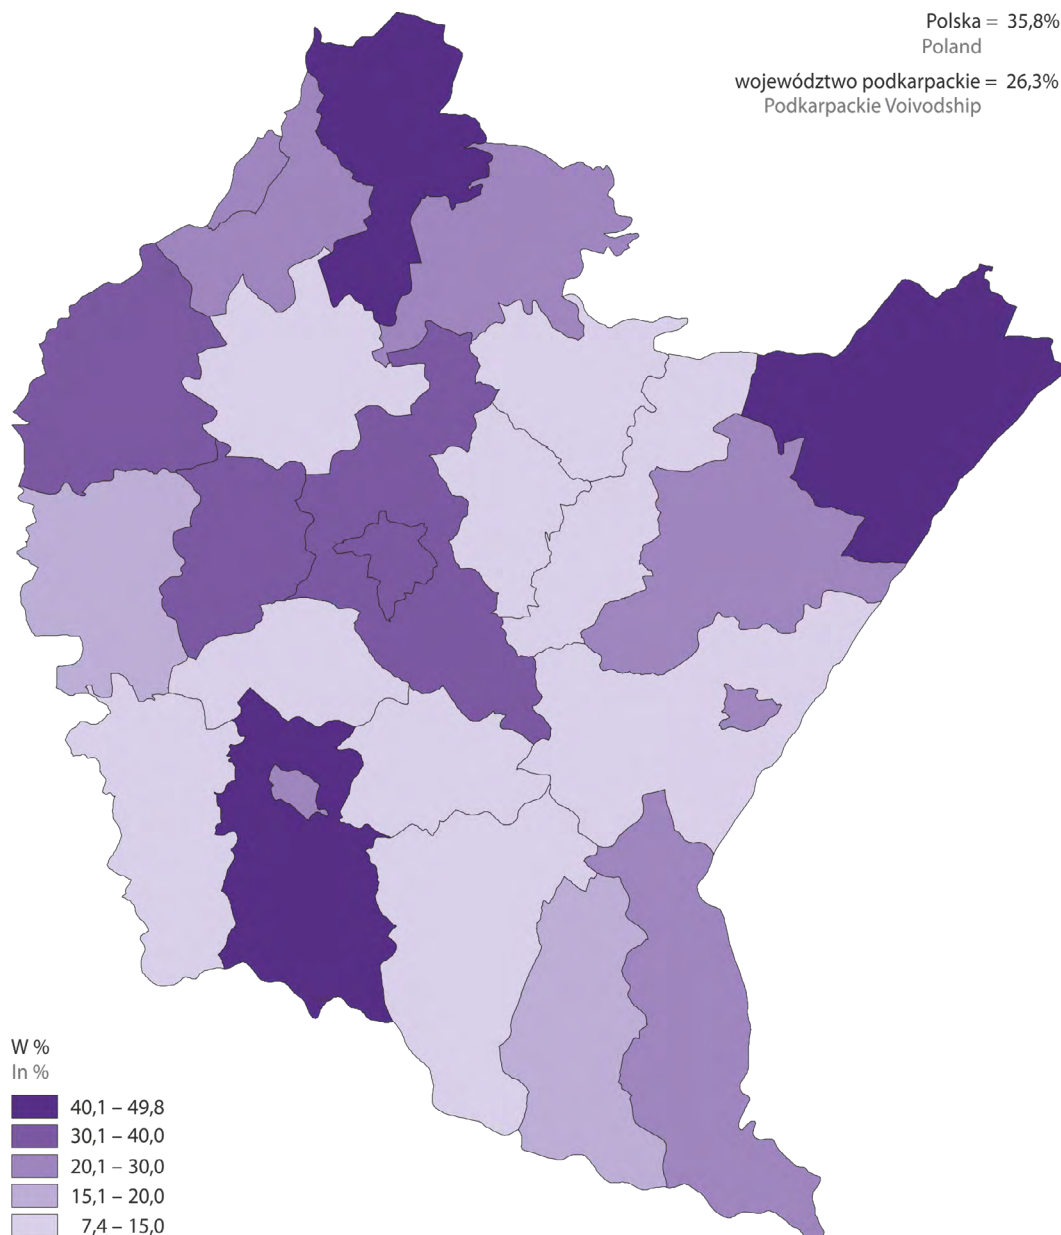 Polska = 35,8%
Poland
województwo podkarpackie = 26,3%
Podkarpackie Voivodship
W %
In %
40,1 – 49,8
30,1 – 40,0
20,1 – 30,0
15,1 – 20,0
7,4 – 15,0